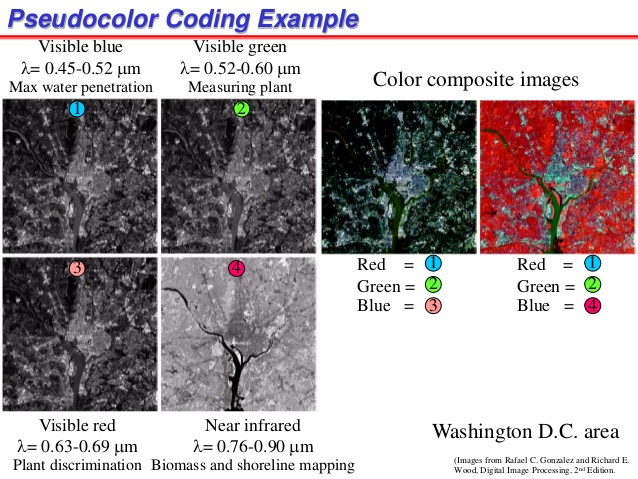 Pseudocolor Coding Example
Visible blue
λ= 0.45-0.52 μm
Max water penetration
Visible green
λ= 0.52-0.60 μm
Measuring plant
Color composite images
1
2
3
4
Red = 1
Green = 2
Blue = 3
Red = 1
Green = 2
Blue = 4
Visible red
λ= 0.63-0.69 μm
Plant discrimination
Near infrared
λ= 0.76-0.90 μm
Biomass and shoreline mapping
Washington D.C. area
(Images from Rafael C. Gonzalez and Richard E.
Wood, Digital Image Processing, 2nd Edition.